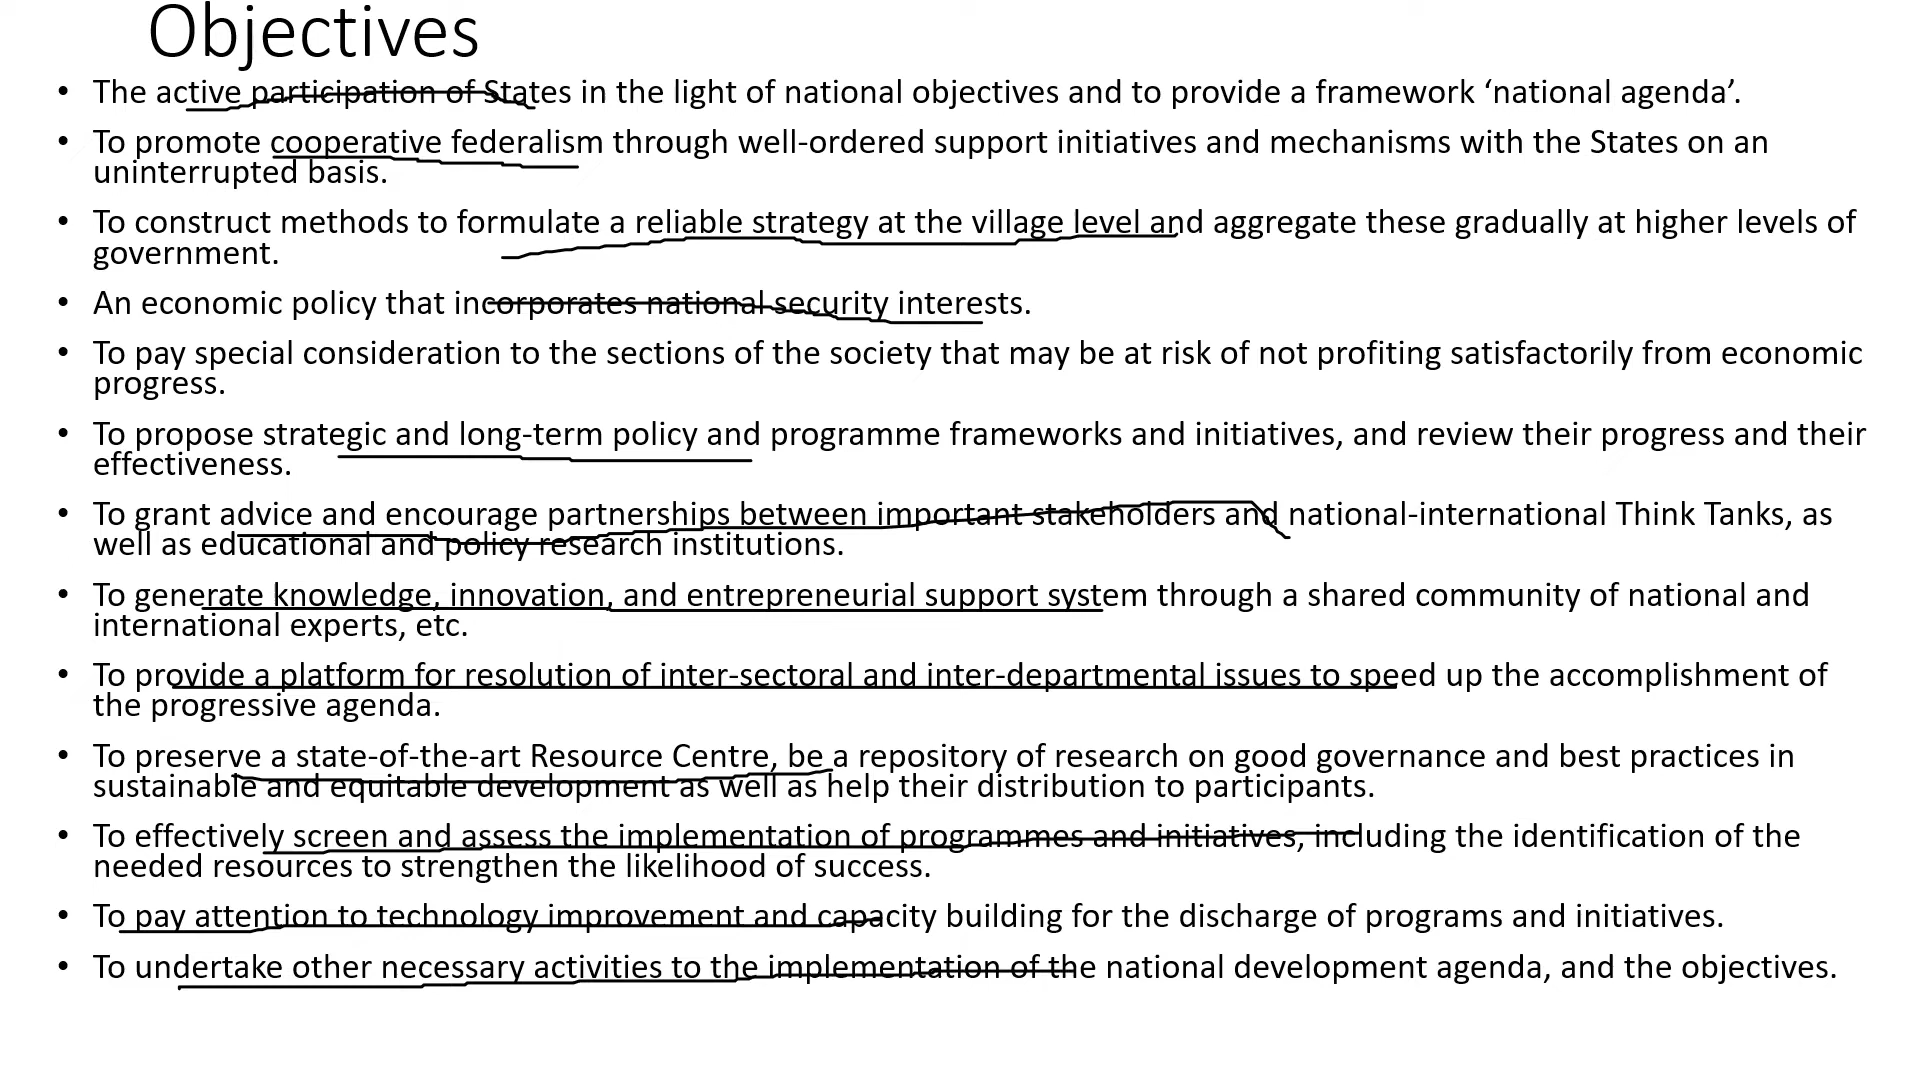 Objectives
• The active participation of States in the light of national objectives and to provide a framework ‘national agenda’.
• To promote cooperative federalism through well-ordered support initiatives and mechanisms with the States on an
uninterrupted basis.
• To construct methods to formulate a reliable strategy at the village level and aggregate these gradually at higher levels of
government.
• An economic policy that incorporates national security interests.
• To pay special consideration to the sections of the society that may be at risk of not profiting satisfactorily from economic
progress.
• To propose strategic and long-term policy and programme frameworks and initiatives, and review their progress and their
effectiveness.
• To grant advice and encourage partnerships between important stakeholders and national-international Think Tanks, as
well as educational and policy research institutions.
• To generate knowledge, innovation, and entrepreneurial support system through a shared community of national and
international experts, etc.
• To provide a platform for resolution of inter-sectoral and inter-departmental issues to speed up the accomplishment of
the progressive agenda.
• To preserve a state-of-the-art Resource Centre, be a repository of research on good governance and best practices in
sustainable and equitable development as well as help their distribution to participants.
• To effectively screen and assess the implementation of programmes and initiatives, including the identification of the
needed resources to strengthen the likelihood of success.
• To pay attention to technology improvement and capacity building for the discharge of programs and initiatives.
• To undertake other necessary activities to the implementation of the national development agenda, and the objectives.